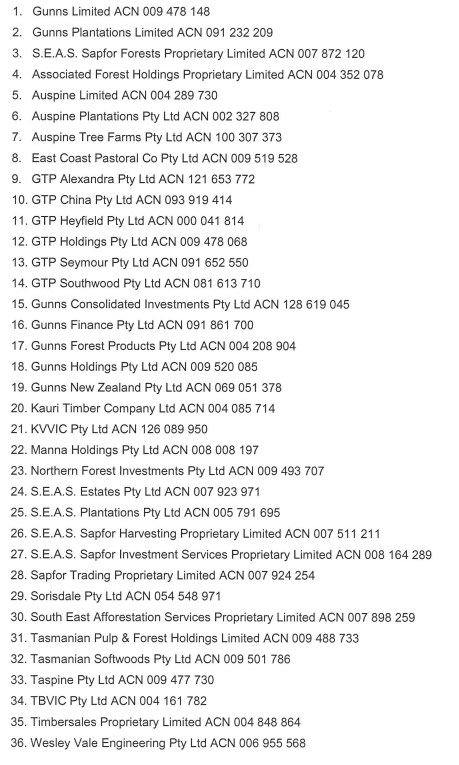 1. Gunns Limited ACN 009 478 148
2. Gunns Plantations Limited ACN 091 232 209
3. S.E.A.S. Sapfor Forests Proprietary Limited ACN 007 872 120
4. Associated Forest Holdings Proprietary Limited ACN 004 352 078
5. Auspine Limited ACN 004 289 730
6. Auspine Plantations Pty Ltd ACN 002 327 808
7. Auspine Tree Farms Pty ACN 100 307 373
8. East Coast Pastoral Co Pty Ltd ACN 009 519 528
9. GTP Alexandra Pty Ltd ACN 121 653 772
10. GTP China Pty Ltd ACN 093 919 414
11. GTP Heyfield Pty Ltd ACN 000 041 814
12. GTP Holdings Pty Ltd ACN 009 478 068
13. GTP Seymour Pty Ltd ACN 091 652 550
14. GTP Southwood Pty Ltd ACN 081 613 710
15. Gunns Consolidated Investments Pty Ltd ACN 128 619 045
16. Gunns Finance Pty Ltd ACN 091 861 700
17. Gunns Forest Products Pty Ltd ACN 004 208 904
18. Gunns Holdings Pty Ltd ACN 009 520 085
19. Gunns New Zealand Pty Ltd ACN 069 051 378
20. Kauri Timber Company Ltd ACN 004 085 714
21. KVVIC Pty Ltd ACN 126 089 950
22. Manna Holdings Pty Ltd ACN 008 008 197
23. Northern Forest Investments Pty Ltd ACN 009 493 707
24. S.E.A.S. Estates Pty Ltd ACN 007 923 971
25. S.E.A.S. Plantations Pty Ltd ACN 005 791 695
26. S.E.A.S. Sapfor Harvesting Proprietary Limited ACN 007 511 211
27. S.E.A.S. Sapfor Investment Services Proprietary Limited ACN 008 164 289
28. Sapfor Trading Proprietary Limited ACN 007 924 254
29. Sorisdale Pty Ltd ACN 054 548 971
30. South East Afforestation Services Proprietary Limited ACN 007 898 259
31. Tasmanian Pulp & Forest Holdings Limited ACN 009 488 733
32. Tasmanian Softwoods Pty Ltd ACN 009 501 786
33. Taspine Pty Ltd ACN 009 477 730
34. TBVIC Pty Ltd ACN 004 161 782
35. Timbersales Proprietary Limited ACN 004 848 864
36. Wesley Vale Engineering Pty Ltd ACN 006 955 568